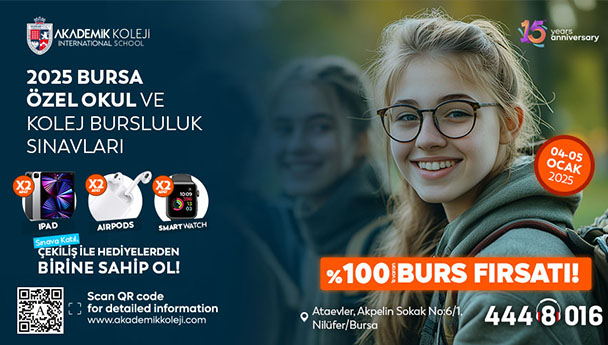 AKADEMİK KOLEJİ
INTERNATIONAL SCHOOL
15 years
anniversary
2025 BURSA
ÖZEL OKUL VE
KOLEJ BURSLULUK
SINAVLARI
04-05
OCAK
2025
X2
X2
X2
IPAD
AIRPODS
SMARTWATCH
Sınava Katıl,
ÇEKİLİŞ İLE HEDİYELERDEN
BİRİNE SAHİP OL!
%100 BURS FIRSATI!
Scan QR code
for detailed information
www.akademikkoleji.com
Ataevler, Akpelin Sokak No:6/1,
Nilüfer/Bursa
444 8 016